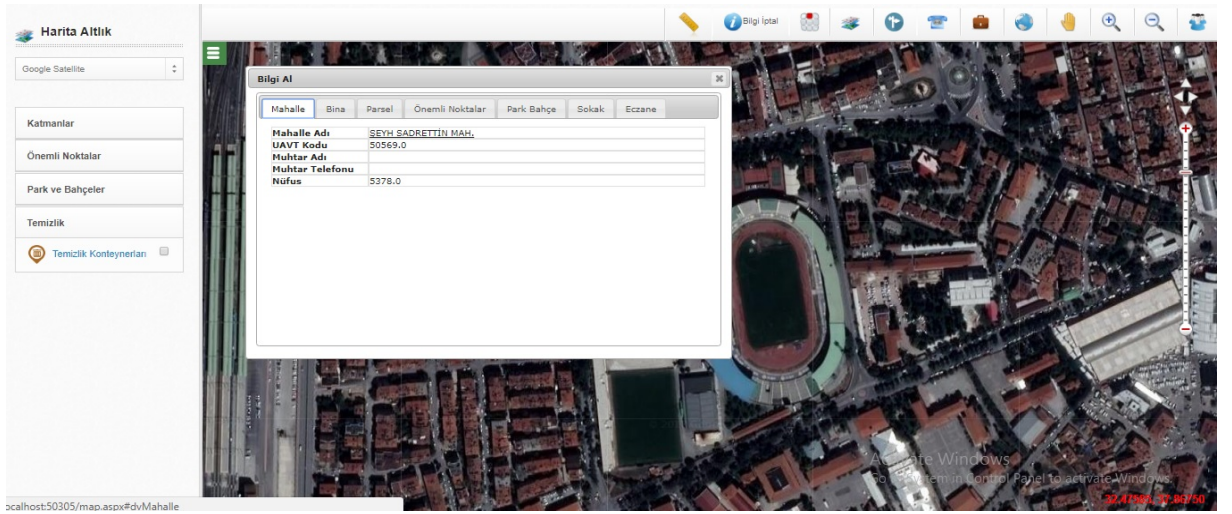 Harita Altlık
Bilgi İptal
Google Satellite
Katmanlar
Önemli Noktalar
Park ve Bahçeler
Temizlik
Temizlik Konteynerları
Bilgi Al
Mahalle Bina Parsel Önemli Noktalar Park Bahçe Sokak Eczane
Mahalle Adı ŞEYH SADRETTİN MAH.
UAVT Kodu 50569.0
Muhtar Adı
Muhtar Telefonu
Nüfus 5378.0
Activate Windows
Go to System in Control Panel to activate Windows.
ocalhost:50305/map.aspx#dvMahalle